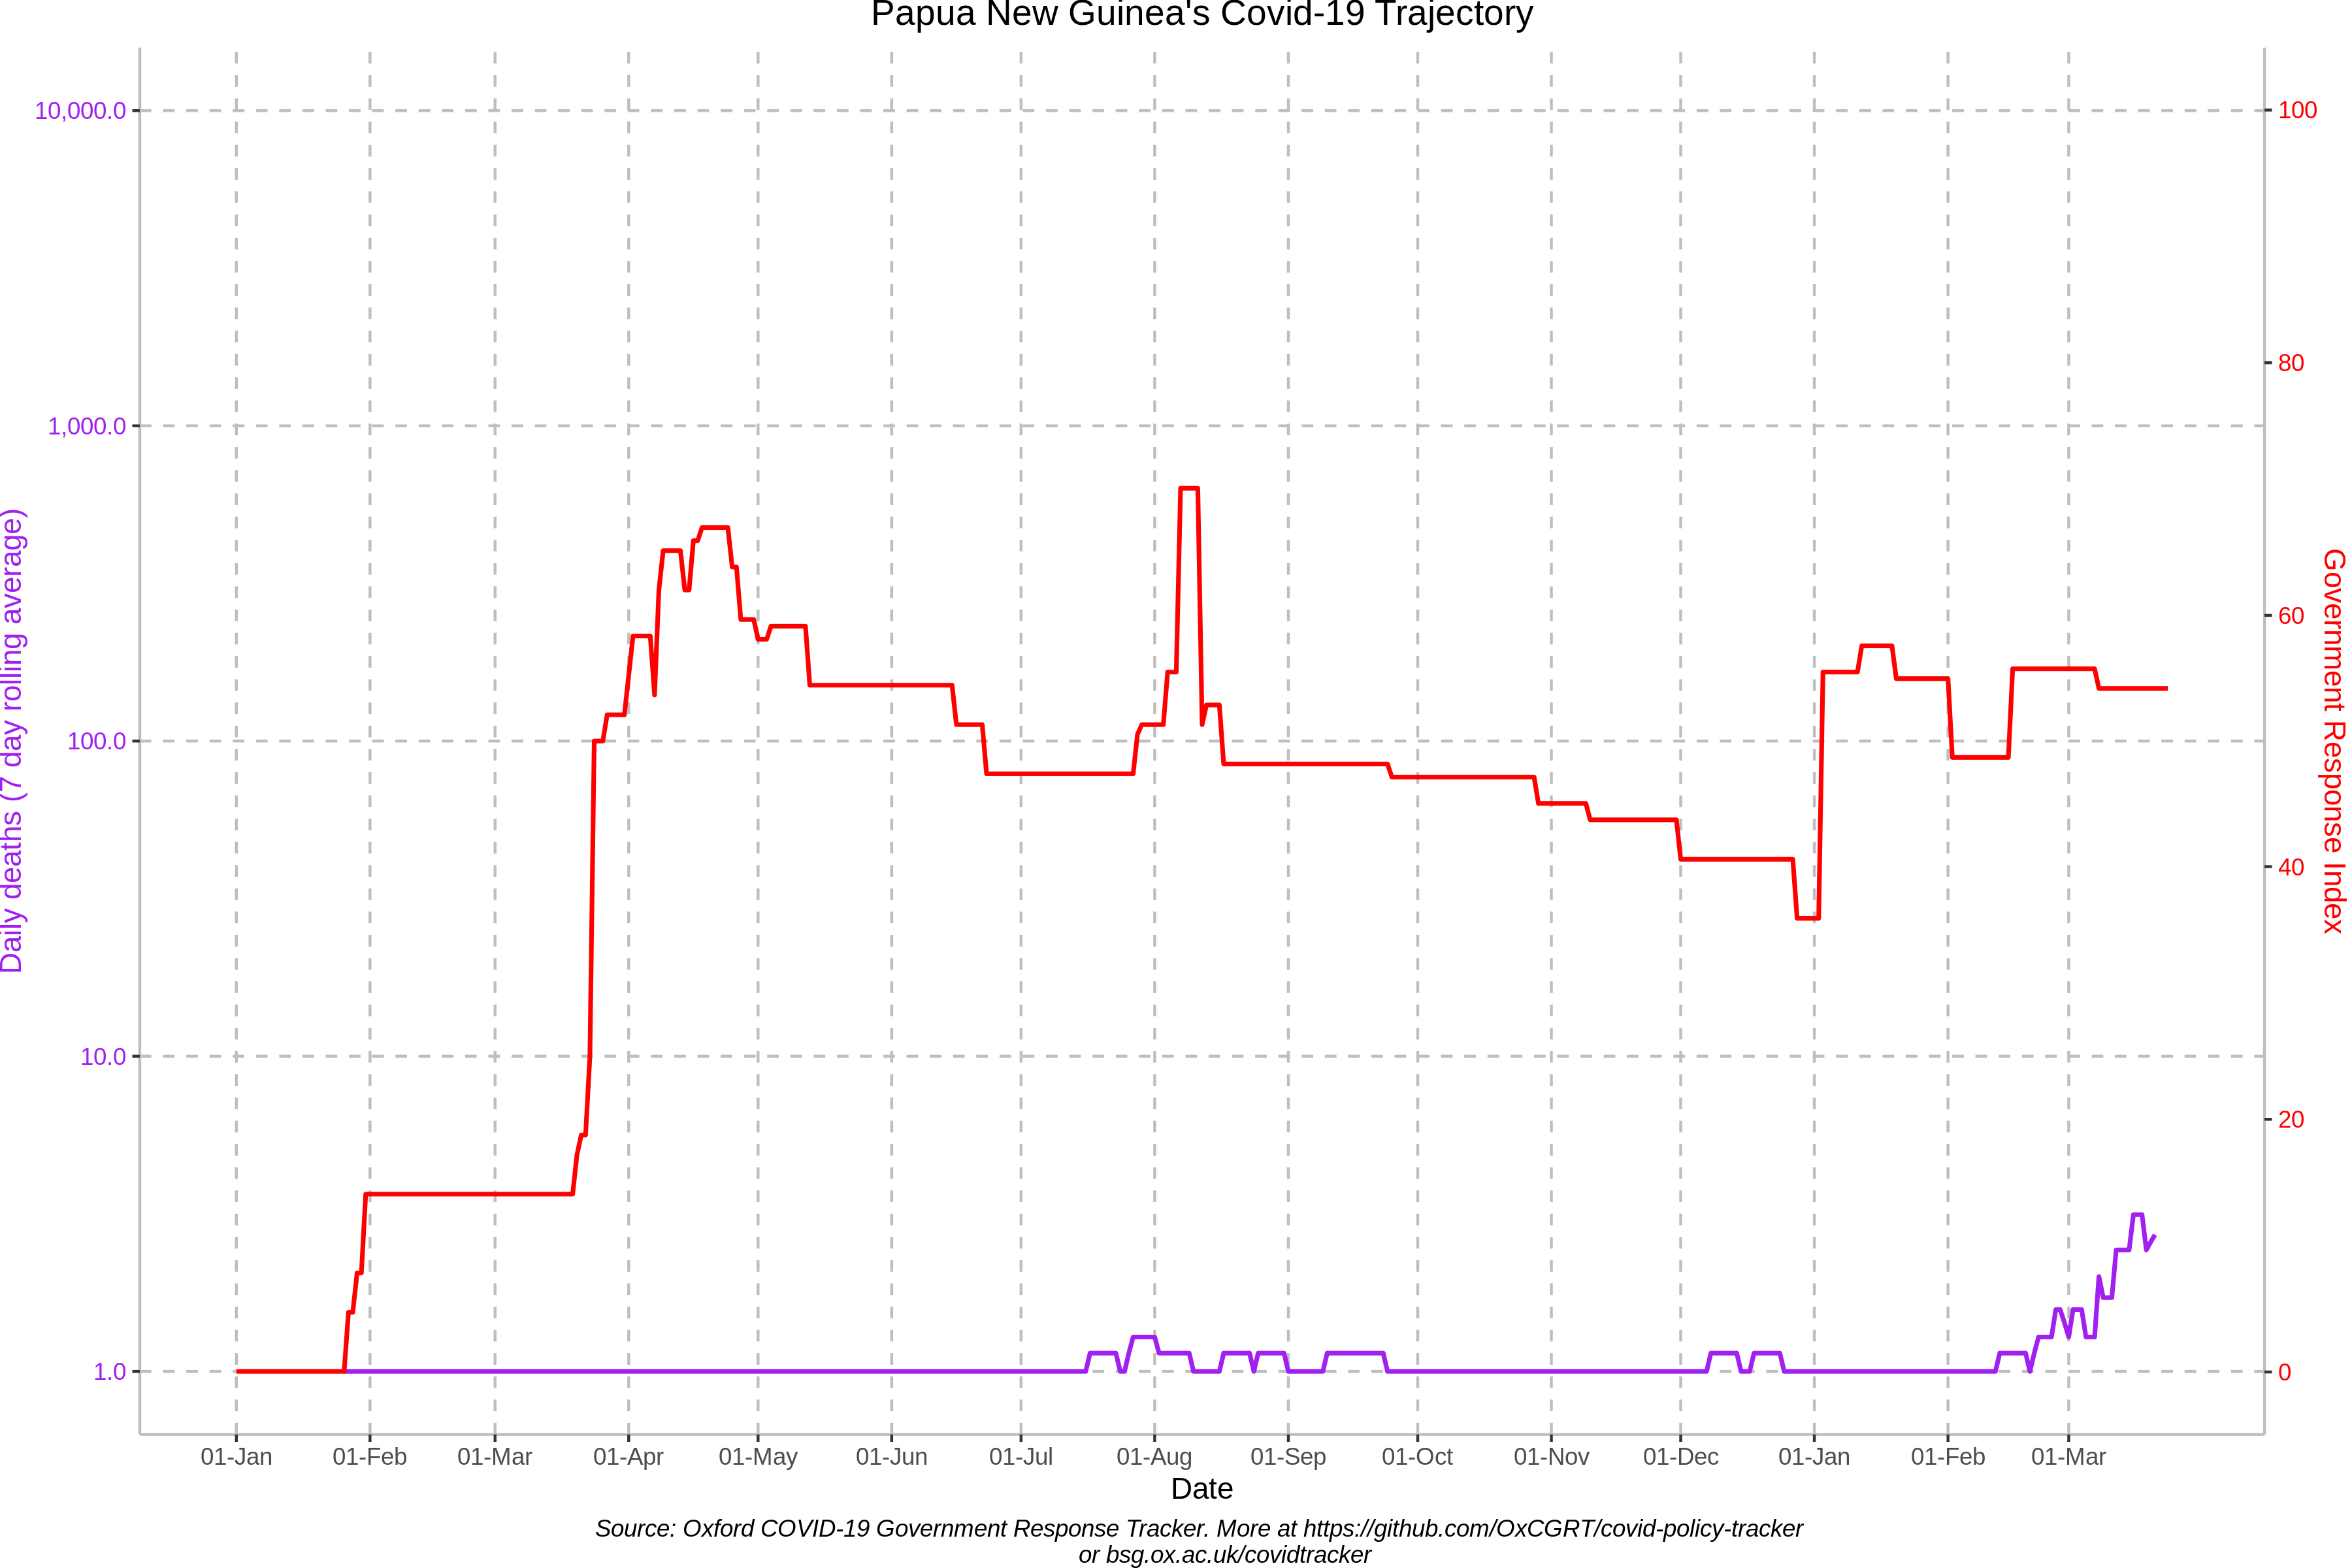 Papua New Guinea's Covid-19 Trajectory
10,000.0
1,000.0
100.0
10.0
1.0
Daily deaths (7 day rolling average)
100
80
60
40
20
0
Government Response Index
01-Jan 01-Feb 01-Mar 01-Apr 01-May 01-Jun 01-Jul 01-Aug 01-Sep 01-Oct 01-Nov 01-Dec 01-Jan 01-Feb 01-Mar
Date
Source: Oxford COVID-19 Government Response Tracker. More at https://github.com/OxCGRT/covid-policy-tracker
or bsg.ox.ac.uk/covidtracker